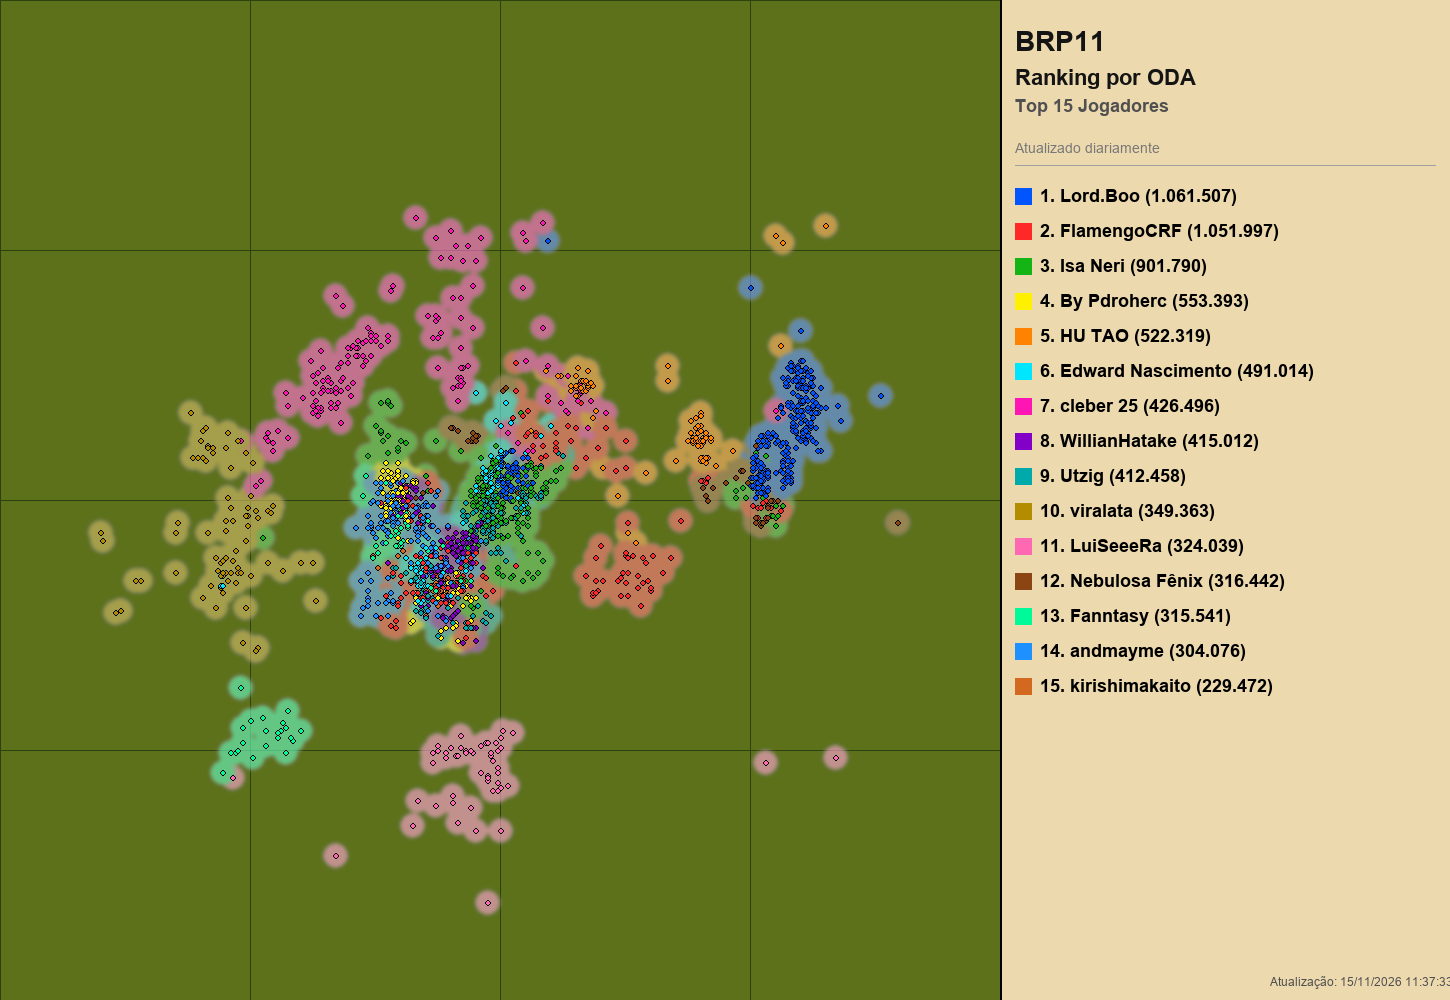 BRP11
Ranking por ODA
Top 15 Jogadores
Atualizado diariamente
1. Lord.Boo (1.061.507)
2. FlamengoCRF (1.051.997)
3. Isa Neri (901.790)
4. By Pdroherc (553.393)
5. HU TAO (522.319)
6. Edward Nascimento (491.014)
7. cleber 25 (426.496)
8. WillianHatake (415.012)
9. Utzig (412.458)
10. viralata (349.363)
11. LuiSeeeRa (324.039)
12. Nebulosa Fênix (316.442)
13. Fanntasy (315.541)
14. andmayme (304.076)
15. kirishimakaito (229.472)
Atualização: 15/11/2026 11:37:33